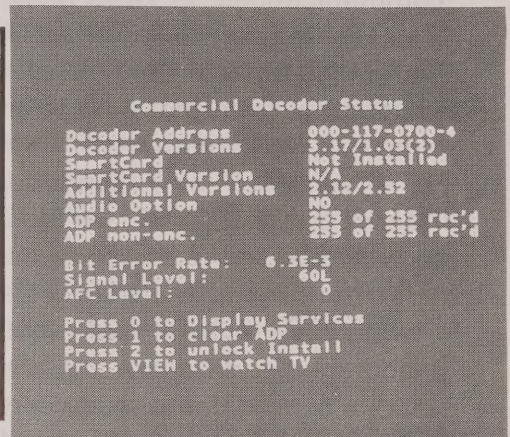 Commercial Decoder Status
Decoder Address 000-117-0700-4
Decoder Versions 3.17/1.03(2)
SmartCard Not Installed
SmartCard Version N/A
Additional Versions 2.12/2.52
Audio Option NO
ADP enc. 255 of 255 rec'd
ADP non-enc. 255 of 255 rec'd
Bit Error Rate: 6.3E-3
Signal Level: 60L
AFC Level: 0
Press 0 to Display Services
Press 1 to clear ADP
Press 2 to unlock Install
Press VIEW to watch TV